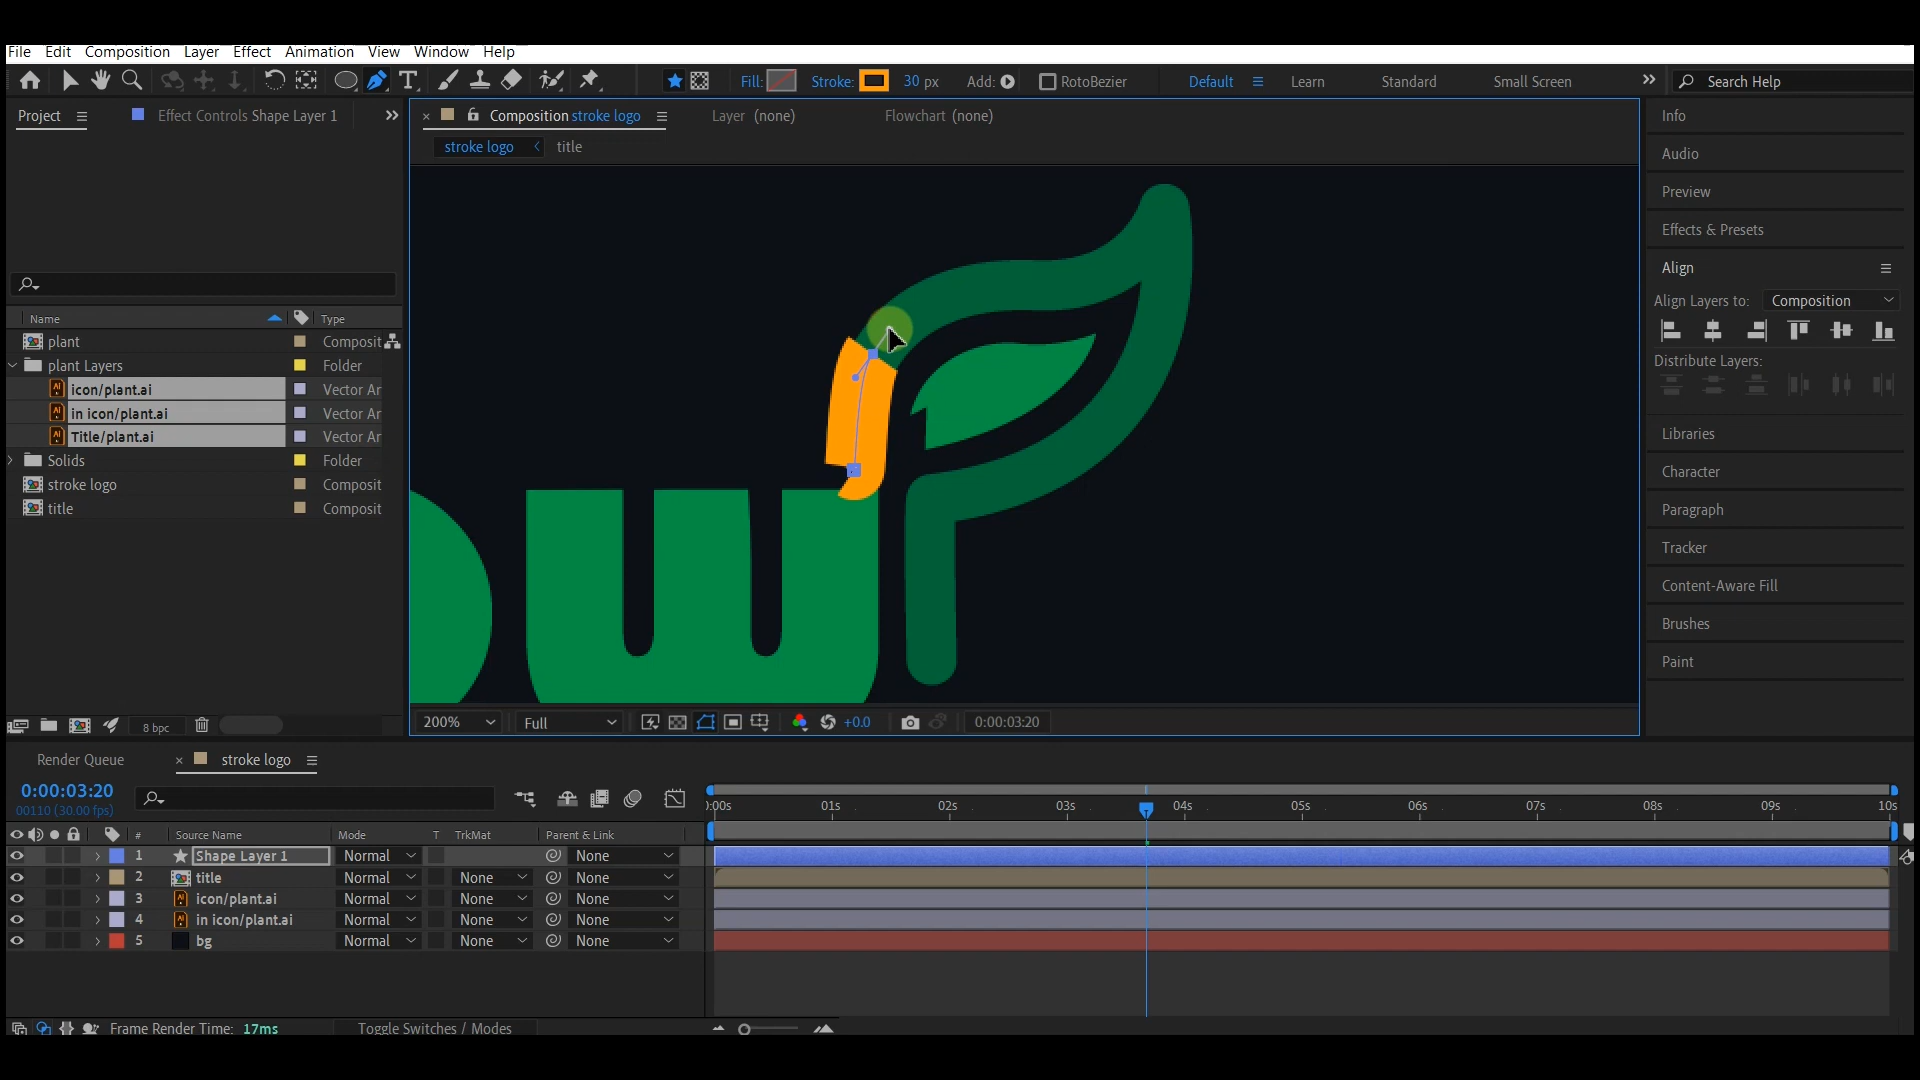 File Edit Composition Layer Effect Animation View Window Help
Fill: Stroke: 30 px Add: RotoBezier Default Learn Standard Small Screen Search Help
Project Effect Controls Shape Layer 1
Composition stroke logo Layer (none) Flowchart (none)
stroke logo title
Name Type
plant Composit
plant Layers Folder
icon/plant.ai Vector Ar
in icon/plant.ai Vector Ar
Title/plant.ai Vector Ar
Solids Folder
stroke logo Composit
title Composit
8 bpc
200% Full +0.0 0:00:03:20
Info
Audio
Preview
Effects & Presets
Align
Align Layers to: Composition
Distribute Layers:
Libraries
Character
Paragraph
Tracker
Content-Aware Fill
Brushes
Paint
Render Queue stroke logo
0:00:03:20
00110 (30.00 fps)
):00s 01s 02s 03s 04s 05s 06s 07s 08s 09s 10s
# Source Name Mode T TrkMat Parent & Link
1 Shape Layer 1 Normal None
2 title Normal None None
3 icon/plant.ai Normal None None
4 in icon/plant.ai Normal None None
5 bg Normal None None
Frame Render Time: 17ms Toggle Switches / Modes